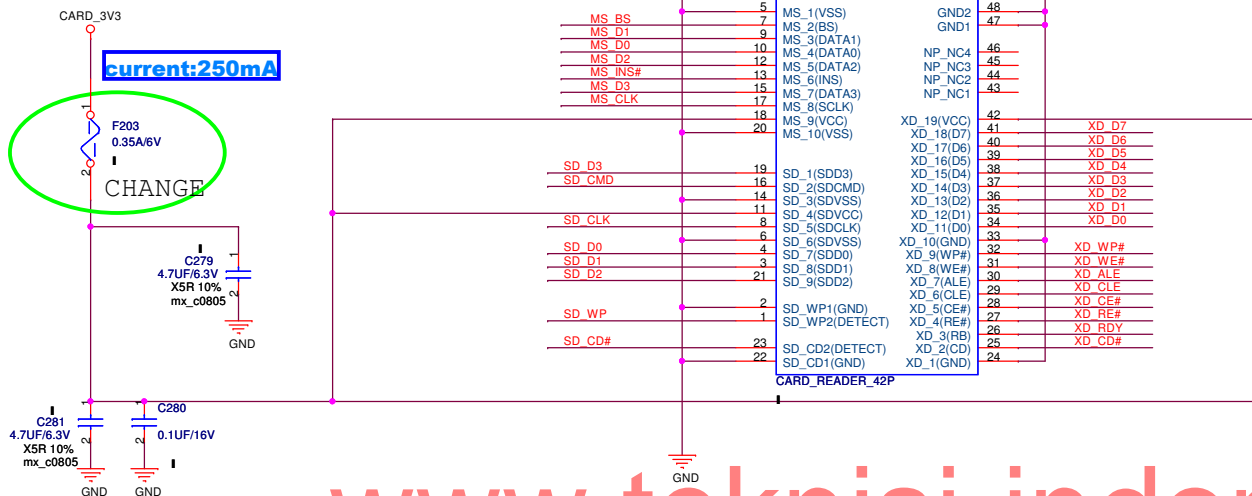 CARD_3V3
current:250mA
1
F203
0.35A/6V
2
CHANGE
1
C279
4.7UF/6.3V
X5R 10%
mx_c0805
2
GND
1
C281
4.7UF/6.3V
X5R 10%
mx_c0805
2
GND
1
C280
0.1UF/16V
2
GND
5 MS_1(VSS)
MS_BS 7 MS_2(BS)
MS_D1 9 MS_3(DATA1)
MS_D0 10 MS_4(DATA0)
MS_D2 12 MS_5(DATA2)
MS_INS# 13 MS_6(INS)
MS_D3 15 MS_7(DATA3)
MS_CLK 17 MS_8(SCLK)
18 MS_9(VCC)
20 MS_10(VSS)
SD_D3 19 SD_1(SDD3)
SD_CMD 16 SD_2(SDCMD)
14 SD_3(SDVSS)
11 SD_4(SDVCC)
SD_CLK 8 SD_5(SDCLK)
6 SD_6(SDVSS)
SD_D0 4 SD_7(SDD0)
SD_D1 3 SD_8(SDD1)
SD_D2 21 SD_9(SDD2)
2 SD_WP1(GND)
SD_WP 1 SD_WP2(DETECT)
SD_CD# 23 SD_CD2(DETECT)
22 SD_CD1(GND)
GND2 48
GND1 47
NP_NC4 46
NP_NC3 45
NP_NC2 44
NP_NC1 43
XD_19(VCC) 42
XD_18(D7) 41 XD_D7
XD_17(D6) 40 XD_D6
XD_16(D5) 39 XD_D5
XD_15(D4) 38 XD_D4
XD_14(D3) 37 XD_D3
XD_13(D2) 36 XD_D2
XD_12(D1) 35 XD_D1
XD_11(D0) 34 XD_D0
XD_10(GND) 33
XD_9(WP#) 32 XD_WP#
XD_8(WE#) 31 XD_WE#
XD_7(ALE) 30 XD_ALE
XD_6(CLE) 29 XD_CLE
XD_5(CE#) 28 XD_CE#
XD_4(RE#) 27 XD_RE#
XD_3(RB) 26 XD_RDY
XD_2(CD) 25 XD_CD#
XD_1(GND) 24
CARD_READER_42P
GND